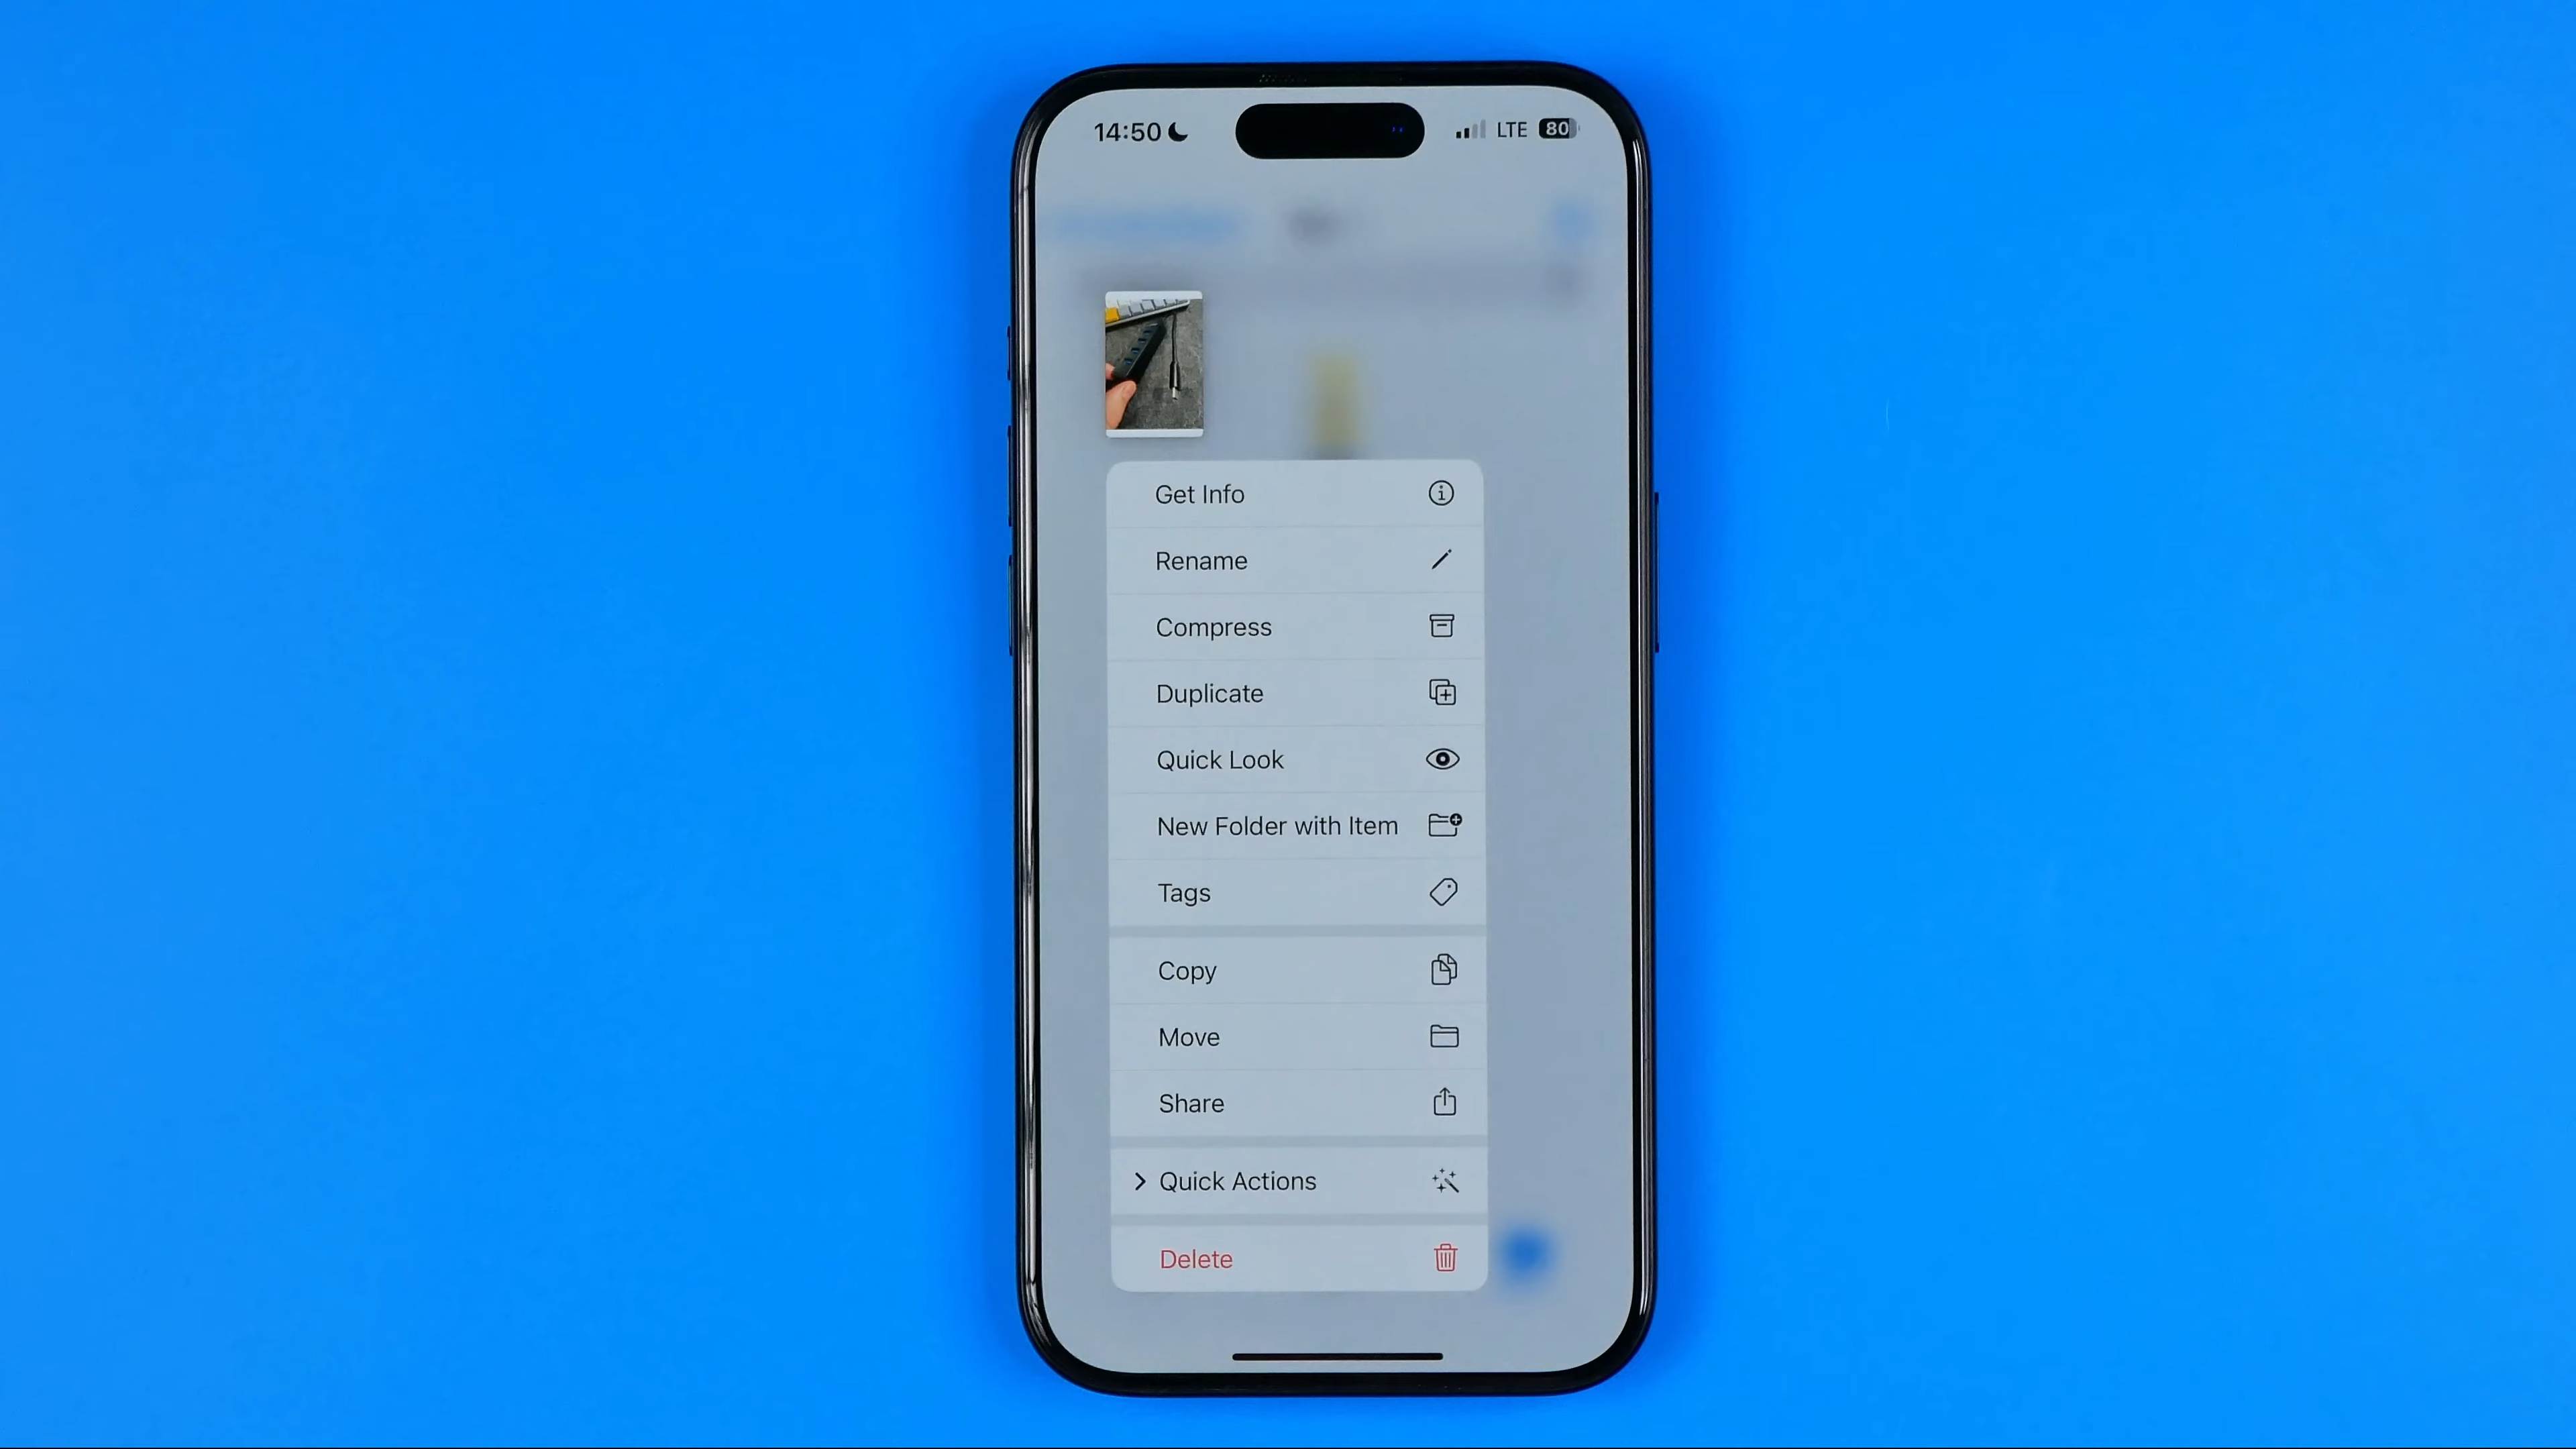 14:50 LTE 80
Get Info
Rename
Compress
Duplicate
Quick Look
New Folder with Item
Tags
Copy
Move
Share
Quick Actions
Delete